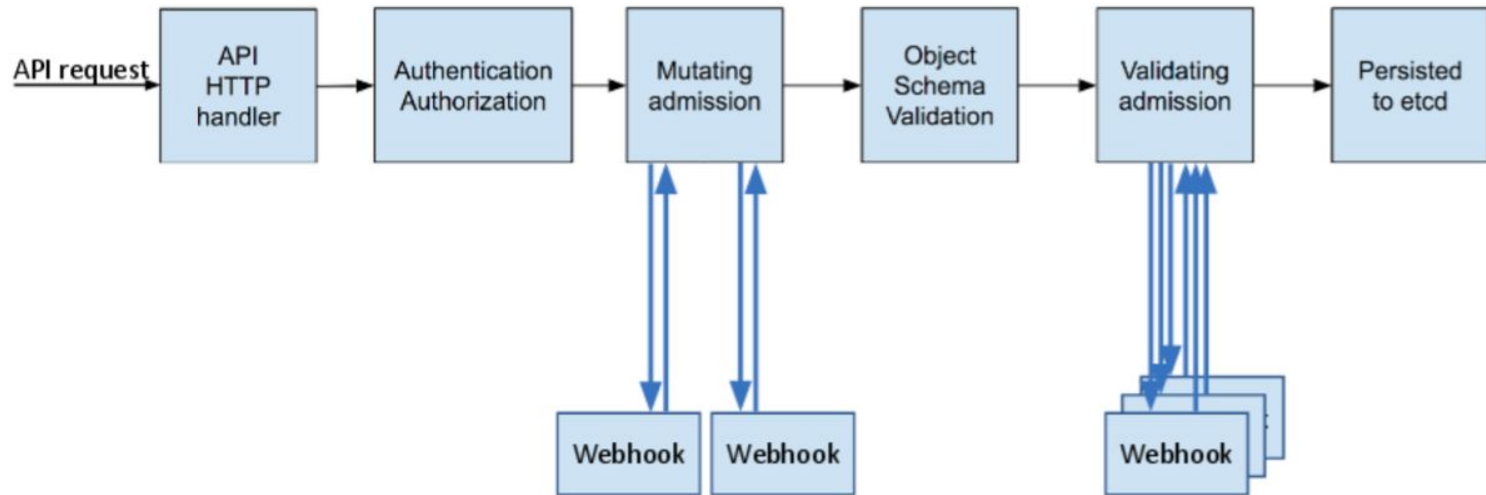 API request
API
HTTP
handler
Authentication
Authorization
Mutating
admission
Object
Schema
Validation
Validating
admission
Persisted
to etcd
Webhook
Webhook
Webhook